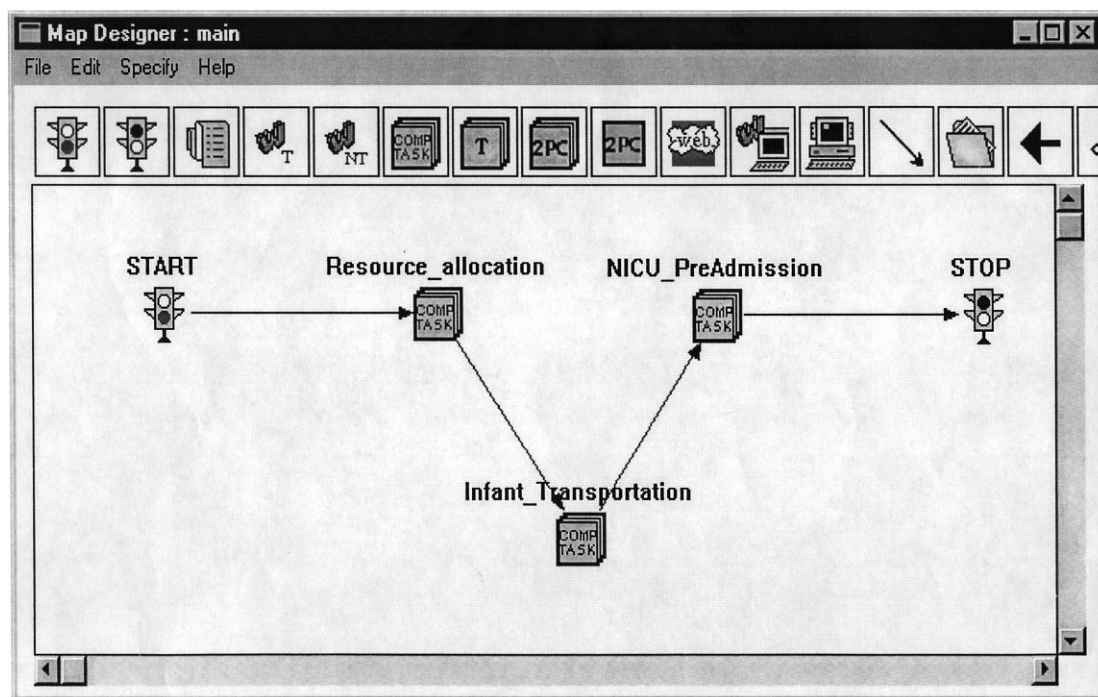 Map Designer : main
File Edit Specify Help
T NT COMP TASK T 2PC 2PC web
START Resource_allocation NICU_PreAdmission STOP
COMP TASK COMP TASK
Infant_Transportation
COMP TASK